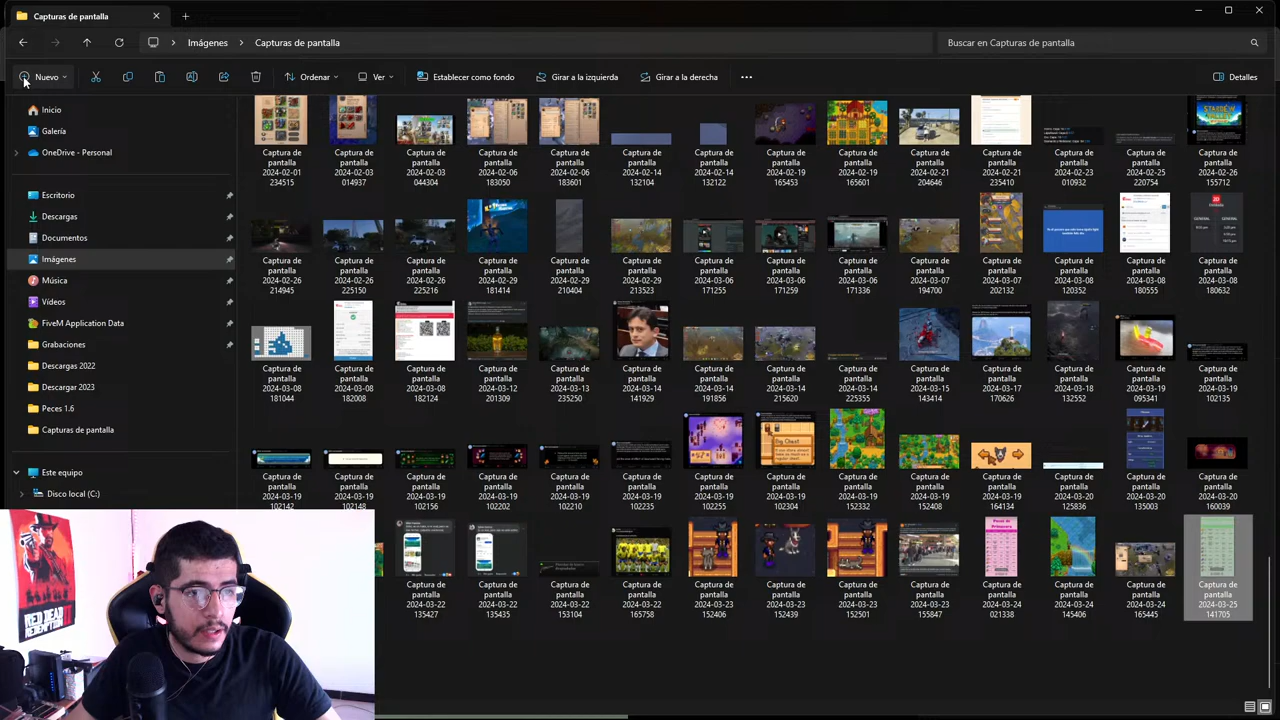 Capturas de pantalla
Imágenes
Capturas de pantalla
Buscar en Capturas de pantalla
Nuevo
Ordenar
Ver
Establecer como fondo
Girar a la izquierda
Girar a la derecha
Detalles
Inicio
Galería
OneDrive - Personal
Escritorio
Descargas
Documentos
Imágenes
Música
Vídeos
FiveM Application Data
Grabaciones
Descargas 2022
Descargar 2023
Peces 1.6
Capturas de pantalla
Este equipo
Disco local (C:)
Captura de pantalla 2024-02-01 234515
Captura de pantalla 2024-02-03 014937
Captura de pantalla 2024-02-03 044304
Captura de pantalla 2024-02-06 183050
Captura de pantalla 2024-02-06 183601
Captura de pantalla 2024-02-14 132104
Captura de pantalla 2024-02-14 132122
Captura de pantalla 2024-02-19 165453
Captura de pantalla 2024-02-19 165601
Captura de pantalla 2024-02-21 204646
Captura de pantalla 2024-02-21 235410
Captura de pantalla 2024-02-23 010932
Captura de pantalla 2024-02-25 220754
Captura de pantalla 2024-02-26 155712
Captura de pantalla 2024-02-26 214945
Captura de pantalla 2024-02-26 225150
Captura de pantalla 2024-02-26 225216
Captura de pantalla 2024-02-28 181414
Captura de pantalla 2024-02-29 210404
Captura de pantalla 2024-02-29 213523
Captura de pantalla 2024-03-06 171255
Captura de pantalla 2024-03-06 171259
Captura de pantalla 2024-03-06 171336
Captura de pantalla 2024-03-07 194700
Captura de pantalla 2024-03-07 202132
Captura de pantalla 2024-03-08 120352
Captura de pantalla 2024-03-08 180555
Captura de pantalla 2024-03-08 180632
Captura de pantalla 2024-03-08 181044
Captura de pantalla 2024-03-08 182008
Captura de pantalla 2024-03-08 182124
Captura de pantalla 2024-03-12 201309
Captura de pantalla 2024-03-13 235250
Captura de pantalla 2024-03-14 141929
Captura de pantalla 2024-03-14 191856
Captura de pantalla 2024-03-14 215620
Captura de pantalla 2024-03-14 225355
Captura de pantalla 2024-03-15 143414
Captura de pantalla 2024-03-17 170626
Captura de pantalla 2024-03-18 132552
Captura de pantalla 2024-03-19 095341
Captura de pantalla 2024-03-19 102135
Captura de pantalla 2024-03-19 102142
Captura de pantalla 2024-03-19 102148
Captura de pantalla 2024-03-19 102156
Captura de pantalla 2024-03-19 102202
Captura de pantalla 2024-03-19 102210
Captura de pantalla 2024-03-19 102235
Captura de pantalla 2024-03-19 152332
Captura de pantalla 2024-03-19 152408
Captura de pantalla 2024-03-19 152434
Captura de pantalla 2024-03-19 152540
Captura de pantalla 2024-03-19 164134
Captura de pantalla 2024-03-20 125836
Captura de pantalla 2024-03-20 135003
Captura de pantalla 2024-03-20 160039
Captura de pantalla 2024-03-22 135427
Captura de pantalla 2024-03-22 135435
Captura de pantalla 2024-03-22 153104
Captura de pantalla 2024-03-22 165758
Captura de pantalla 2024-03-23 152406
Captura de pantalla 2024-03-23 152439
Captura de pantalla 2024-03-23 152501
Captura de pantalla 2024-03-23 155847
Captura de pantalla 2024-03-24 021338
Captura de pantalla 2024-03-24 145406
Captura de pantalla 2024-03-24 165445
Captura de pantalla 2024-03-25 141705
Big Chest
RED DEAD